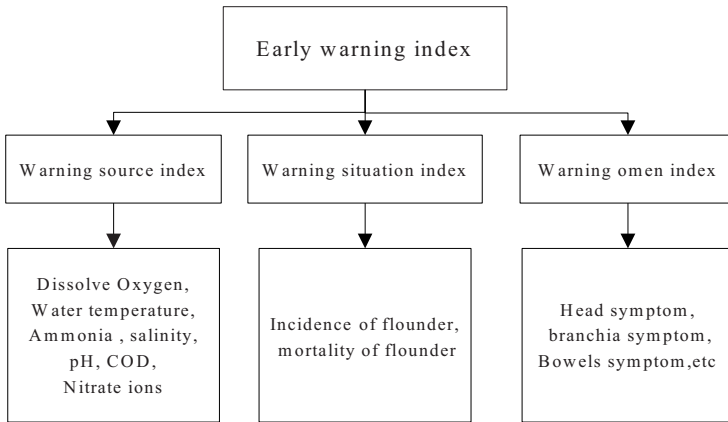 Early warning index
Warning source index
Warning situation index
Warning omen index
Dissolve Oxygen,
Water temperature,
Ammonia , salinity,
pH, COD,
Nitrate ions
Incidence of flounder,
mortality of flounder
Head symptom,
branchia symptom,
Bowels symptom,etc